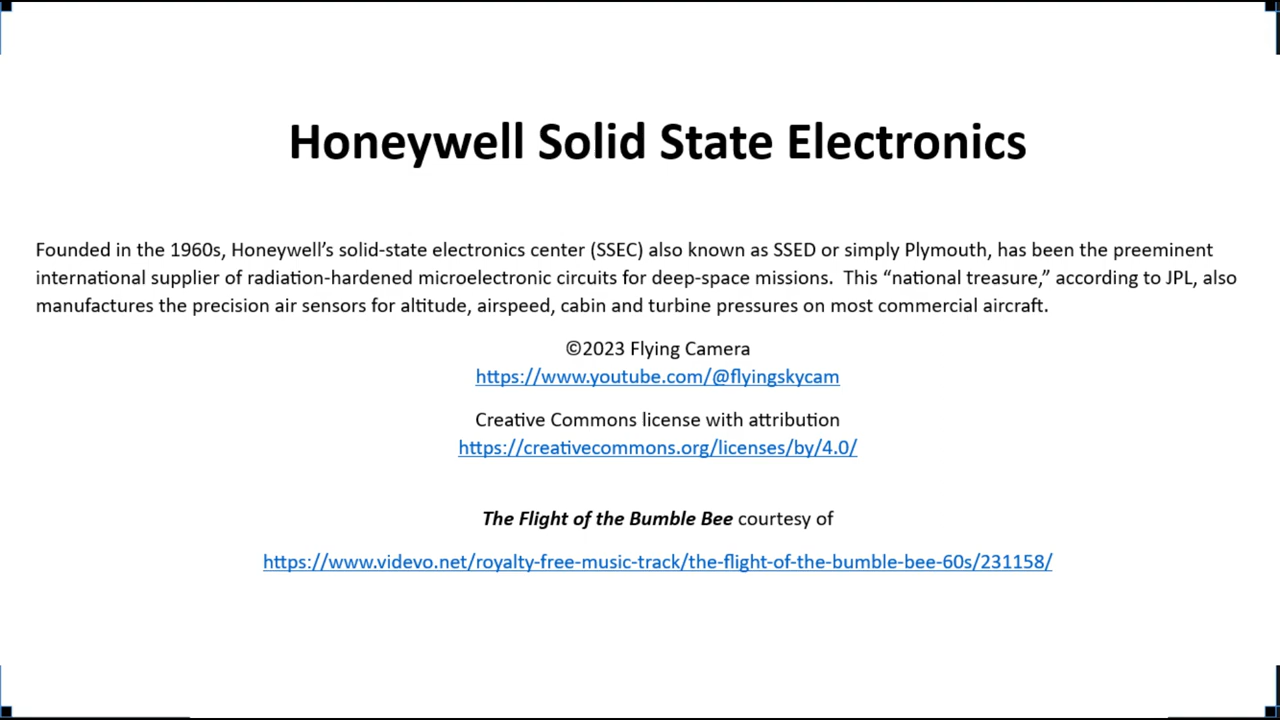 Honeywell Solid State Electronics
Founded in the 1960s, Honeywell’s solid-state electronics center (SSEC) also known as SSED or simply Plymouth, has been the preeminent
international supplier of radiation-hardened microelectronic circuits for deep-space missions.  This “national treasure,” according to JPL, also
manufactures the precision air sensors for altitude, airspeed, cabin and turbine pressures on most commercial aircraft.
©2023 Flying Camera
https://www.youtube.com/@flyingskycam
Creative Commons license with attribution
https://creativecommons.org/licenses/by/4.0/
The Flight of the Bumble Bee courtesy of
https://www.videvo.net/royalty-free-music-track/the-flight-of-the-bumble-bee-60s/231158/